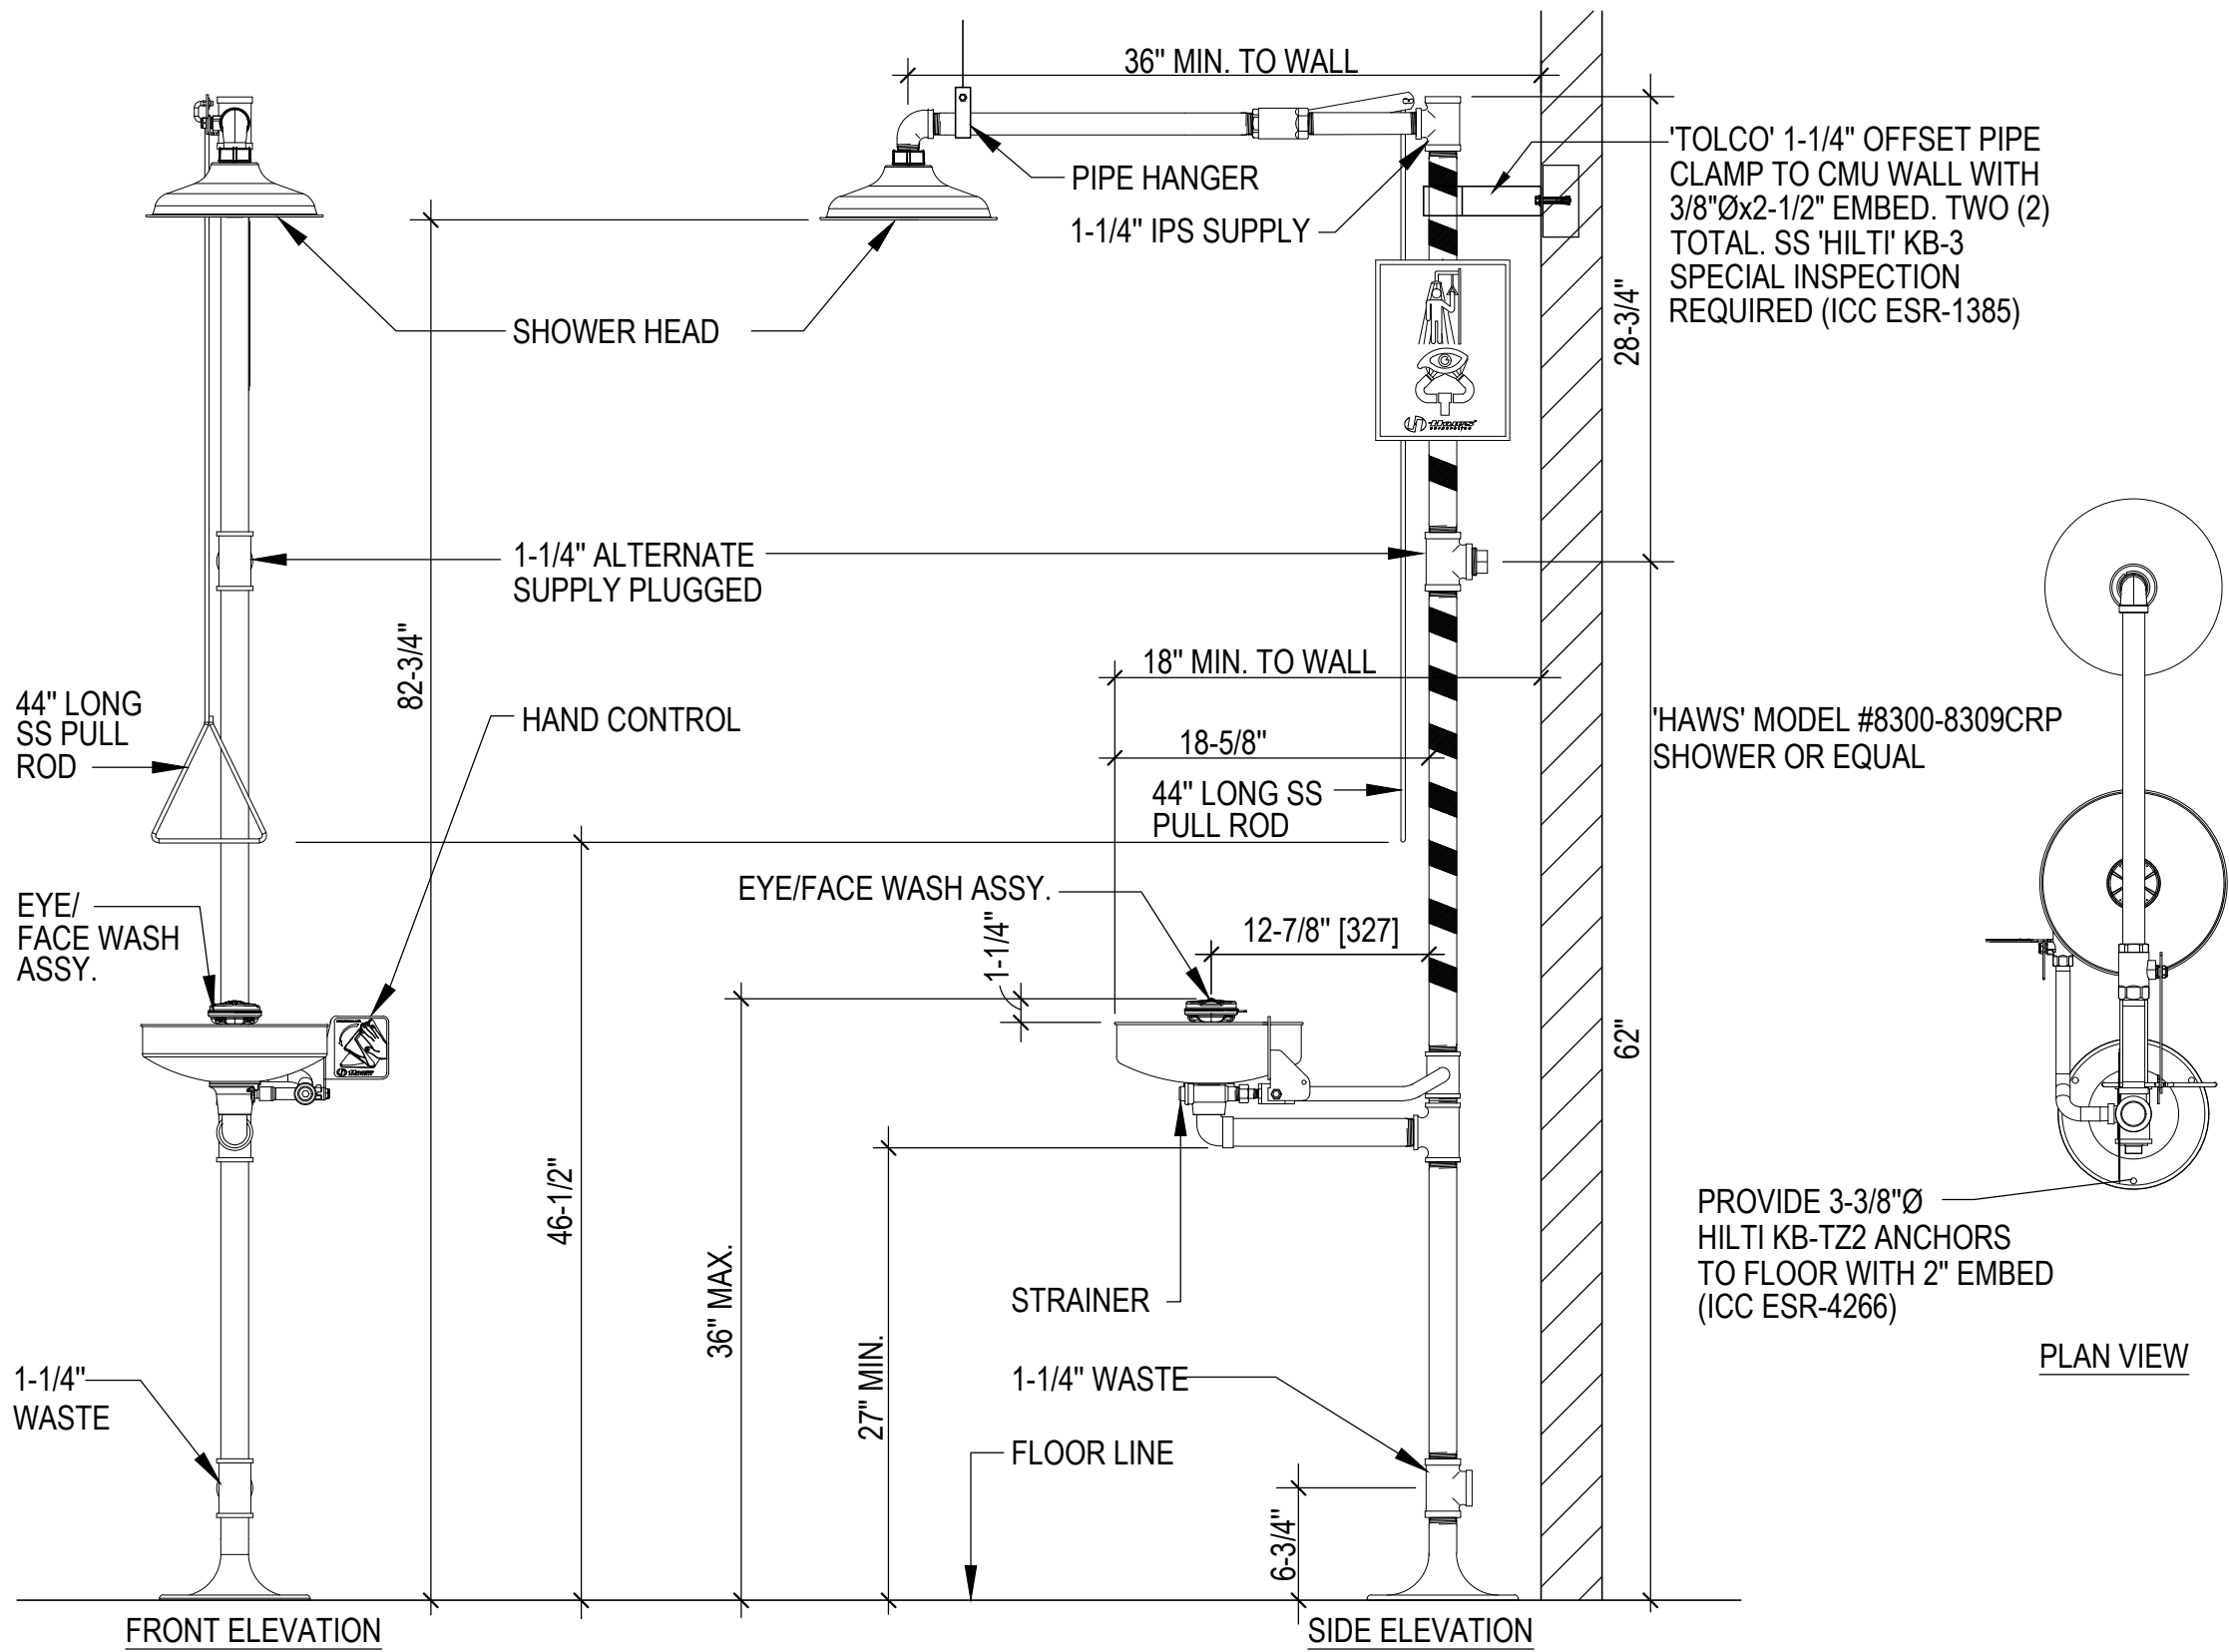 36" MIN. TO WALL
'TOLCO' 1-1/4" OFFSET PIPE
CLAMP TO CMU WALL WITH
3/8"Øx2-1/2" EMBED. TWO (2)
TOTAL. SS 'HILTI' KB-3
SPECIAL INSPECTION
REQUIRED (ICC ESR-1385)
PIPE HANGER
1-1/4" IPS SUPPLY
28-3/4"
SHOWER HEAD
Haws
1-1/4" ALTERNATE
SUPPLY PLUGGED
82-3/4"
18" MIN. TO WALL
44" LONG
SS PULL
ROD
HAND CONTROL
18-5/8"
'HAWS' MODEL #8300-8309CRP
SHOWER OR EQUAL
44" LONG SS
PULL ROD
EYE/
FACE WASH
ASSY.
EYE/FACE WASH ASSY.
1-1/4"
12-7/8" [327]
62"
46-1/2"
36" MAX.
27" MIN.
STRAINER
PROVIDE 3-3/8"Ø
HILTI KB-TZ2 ANCHORS
TO FLOOR WITH 2" EMBED
(ICC ESR-4266)
PLAN VIEW
1-1/4"
WASTE
1-1/4" WASTE
FLOOR LINE
6-3/4"
FRONT ELEVATION
SIDE ELEVATION